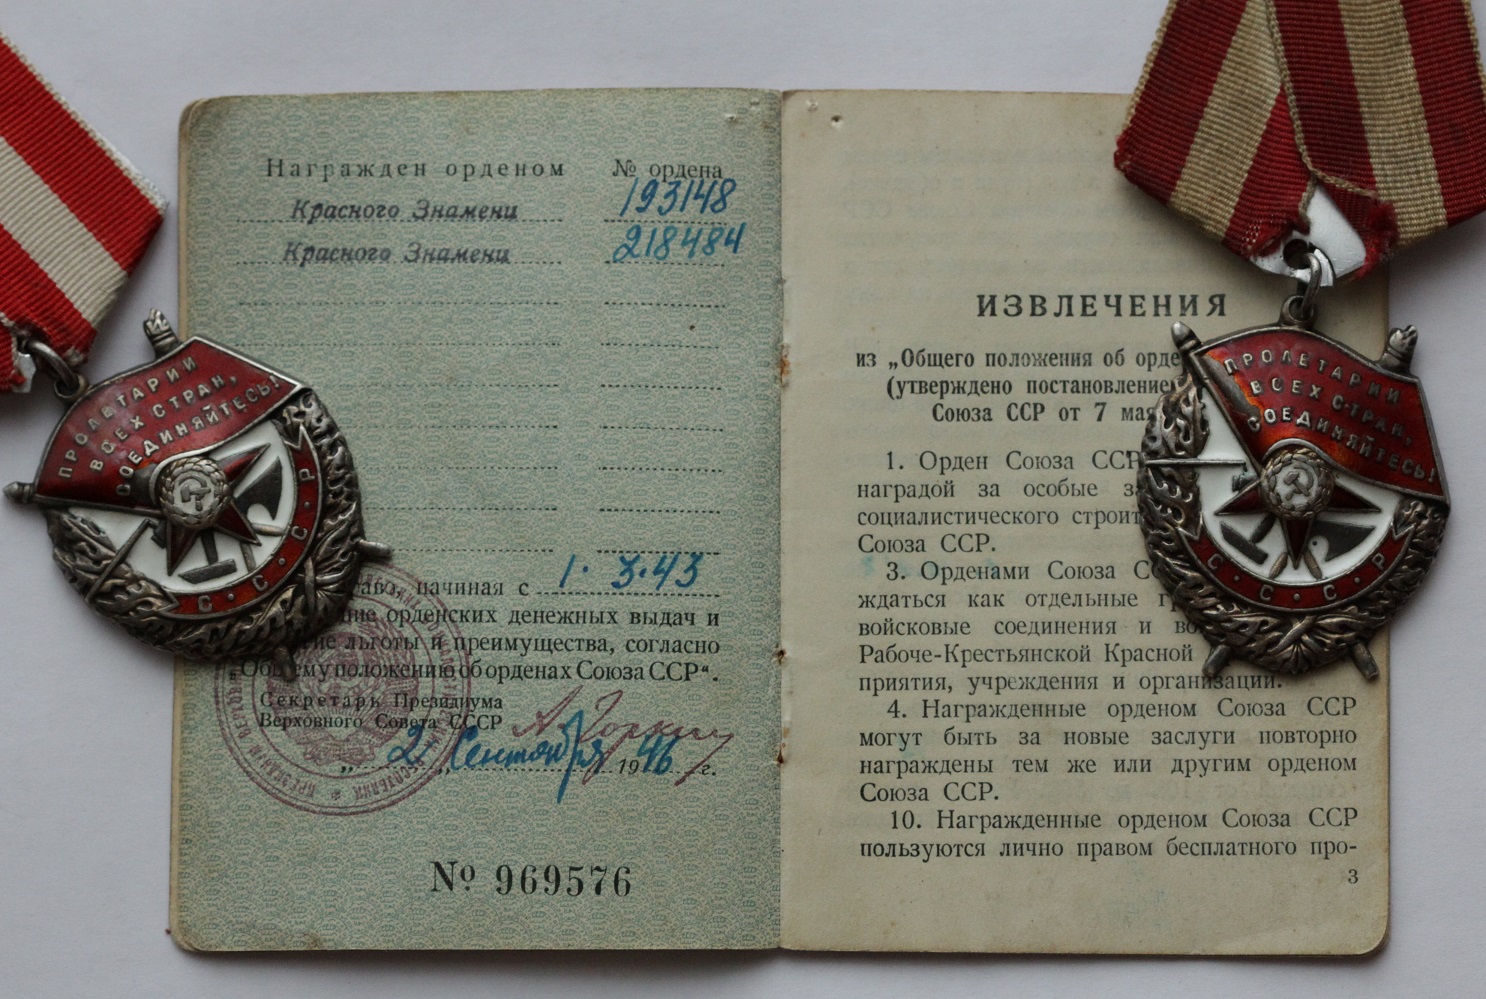 Награжден орденом № ордена
Красного Знамени 193148
Красного Знамени 218484
начиная с 1·3·43
орденских денежных выдач и
льготы и преимущества, согласно
положению об орденах Союза ССР“.
Секретарь Президиума
Верховного Совета СССР А. Горкин
„2“ Сентября 1946 г.
№ 969576
ИЗВЛЕЧЕНИЯ
из „Общего положения об орде
(утверждено постановление
Союза ССР от 7 мая
1. Орден Союза ССР
наградой за особые з
социалистического строит
Союза ССР.
3. Орденами Союза С
ждаться как отдельные г
войсковые соединения и во
Рабоче-Крестьянской Красной
приятия, учреждения и организации.
4. Награжденные орденом Союза ССР
могут быть за новые заслуги повторно
награждены тем же или другим орденом
Союза ССР.
10. Награжденные орденом Союза ССР
пользуются лично правом бесплатного про-
3
ПРОЛЕТАРИИ
ВСЕХ СТРАН,
СОЕДИНЯЙТЕСЬ!
С·С·С·Р
ПРОЛЕТАРИИ
ВСЕХ СТРАН,
СОЕДИНЯЙТЕСЬ!
С·С·С·Р